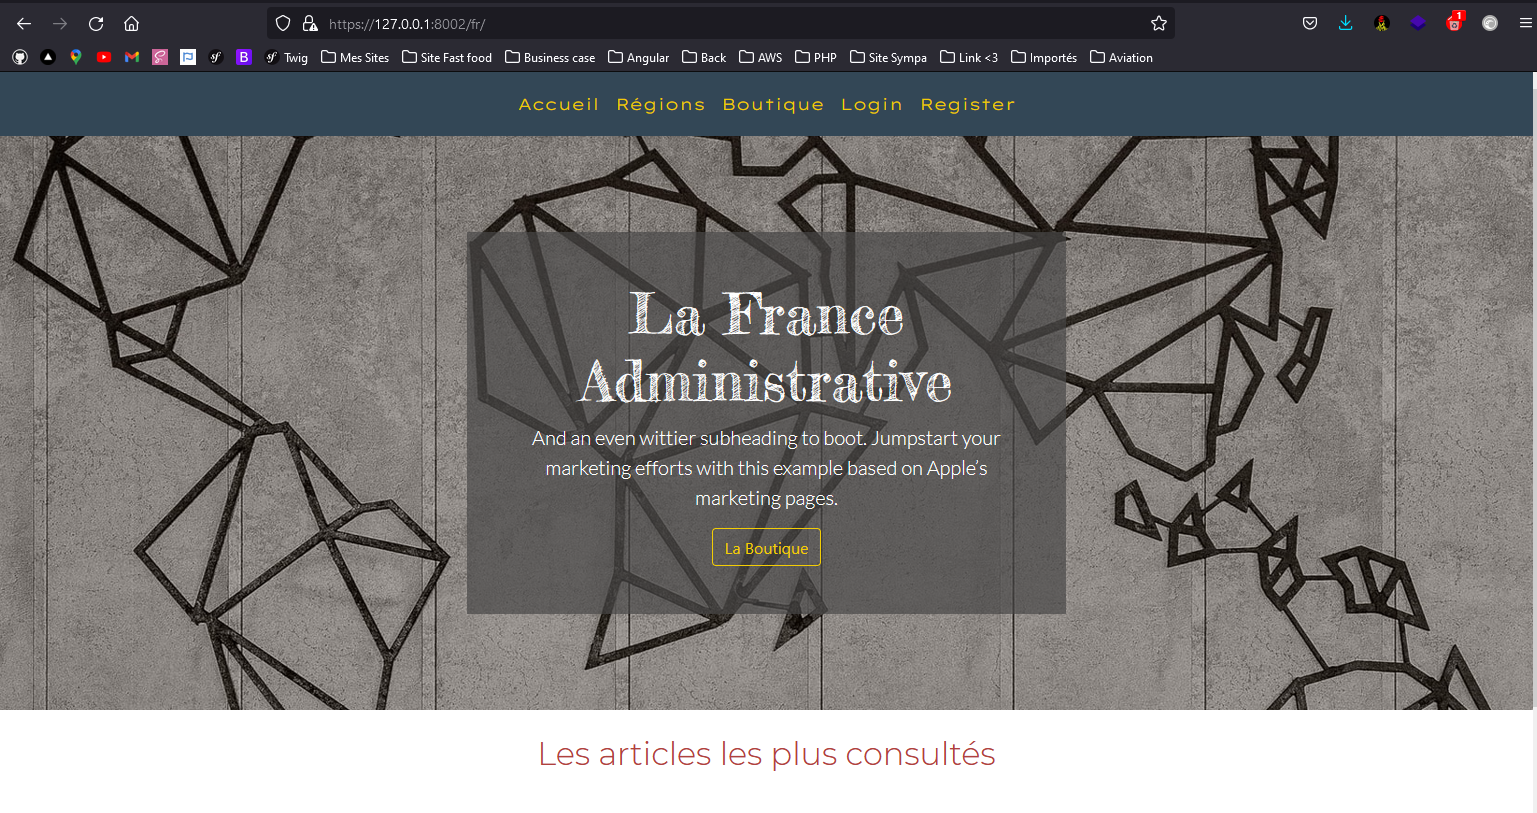 https://127.0.0.1:8002/fr/
1
B
Twig
Mes Sites
Site Fast food
Business case
Angular
Back
AWS
PHP
Site Sympa
Link <3
Importés
Aviation
Accueil Régions Boutique Login Register
La France
Administrative
And an even wittier subheading to boot. Jumpstart your
marketing efforts with this example based on Apple’s
marketing pages.
La Boutique
Les articles les plus consultés